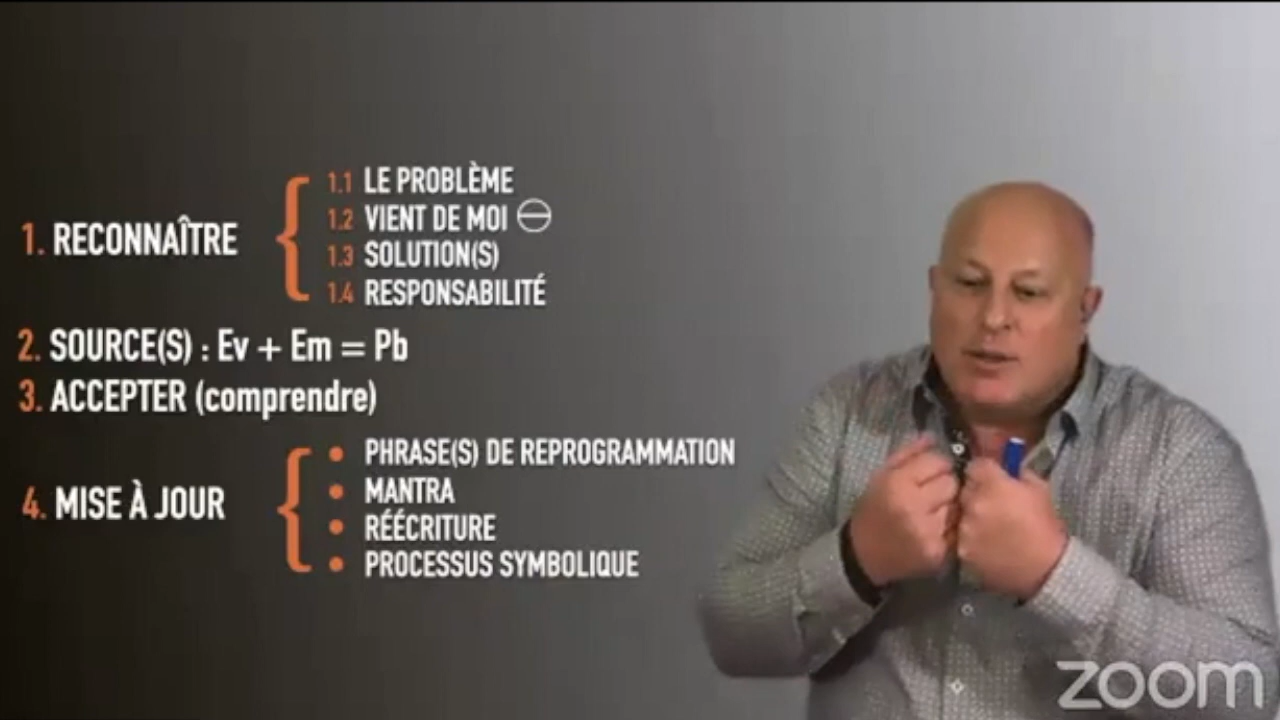 1. RECONNAÎTRE
1.1 LE PROBLÈME
1.2 VIENT DE MOI
1.3 SOLUTION(S)
1.4 RESPONSABILITÉ
2. SOURCE(S) : Ev + Em = Pb
3. ACCEPTER (comprendre)
4. MISE À JOUR
• PHRASE(S) DE REPROGRAMMATION
• MANTRA
• RÉÉCRITURE
• PROCESSUS SYMBOLIQUE
zoom